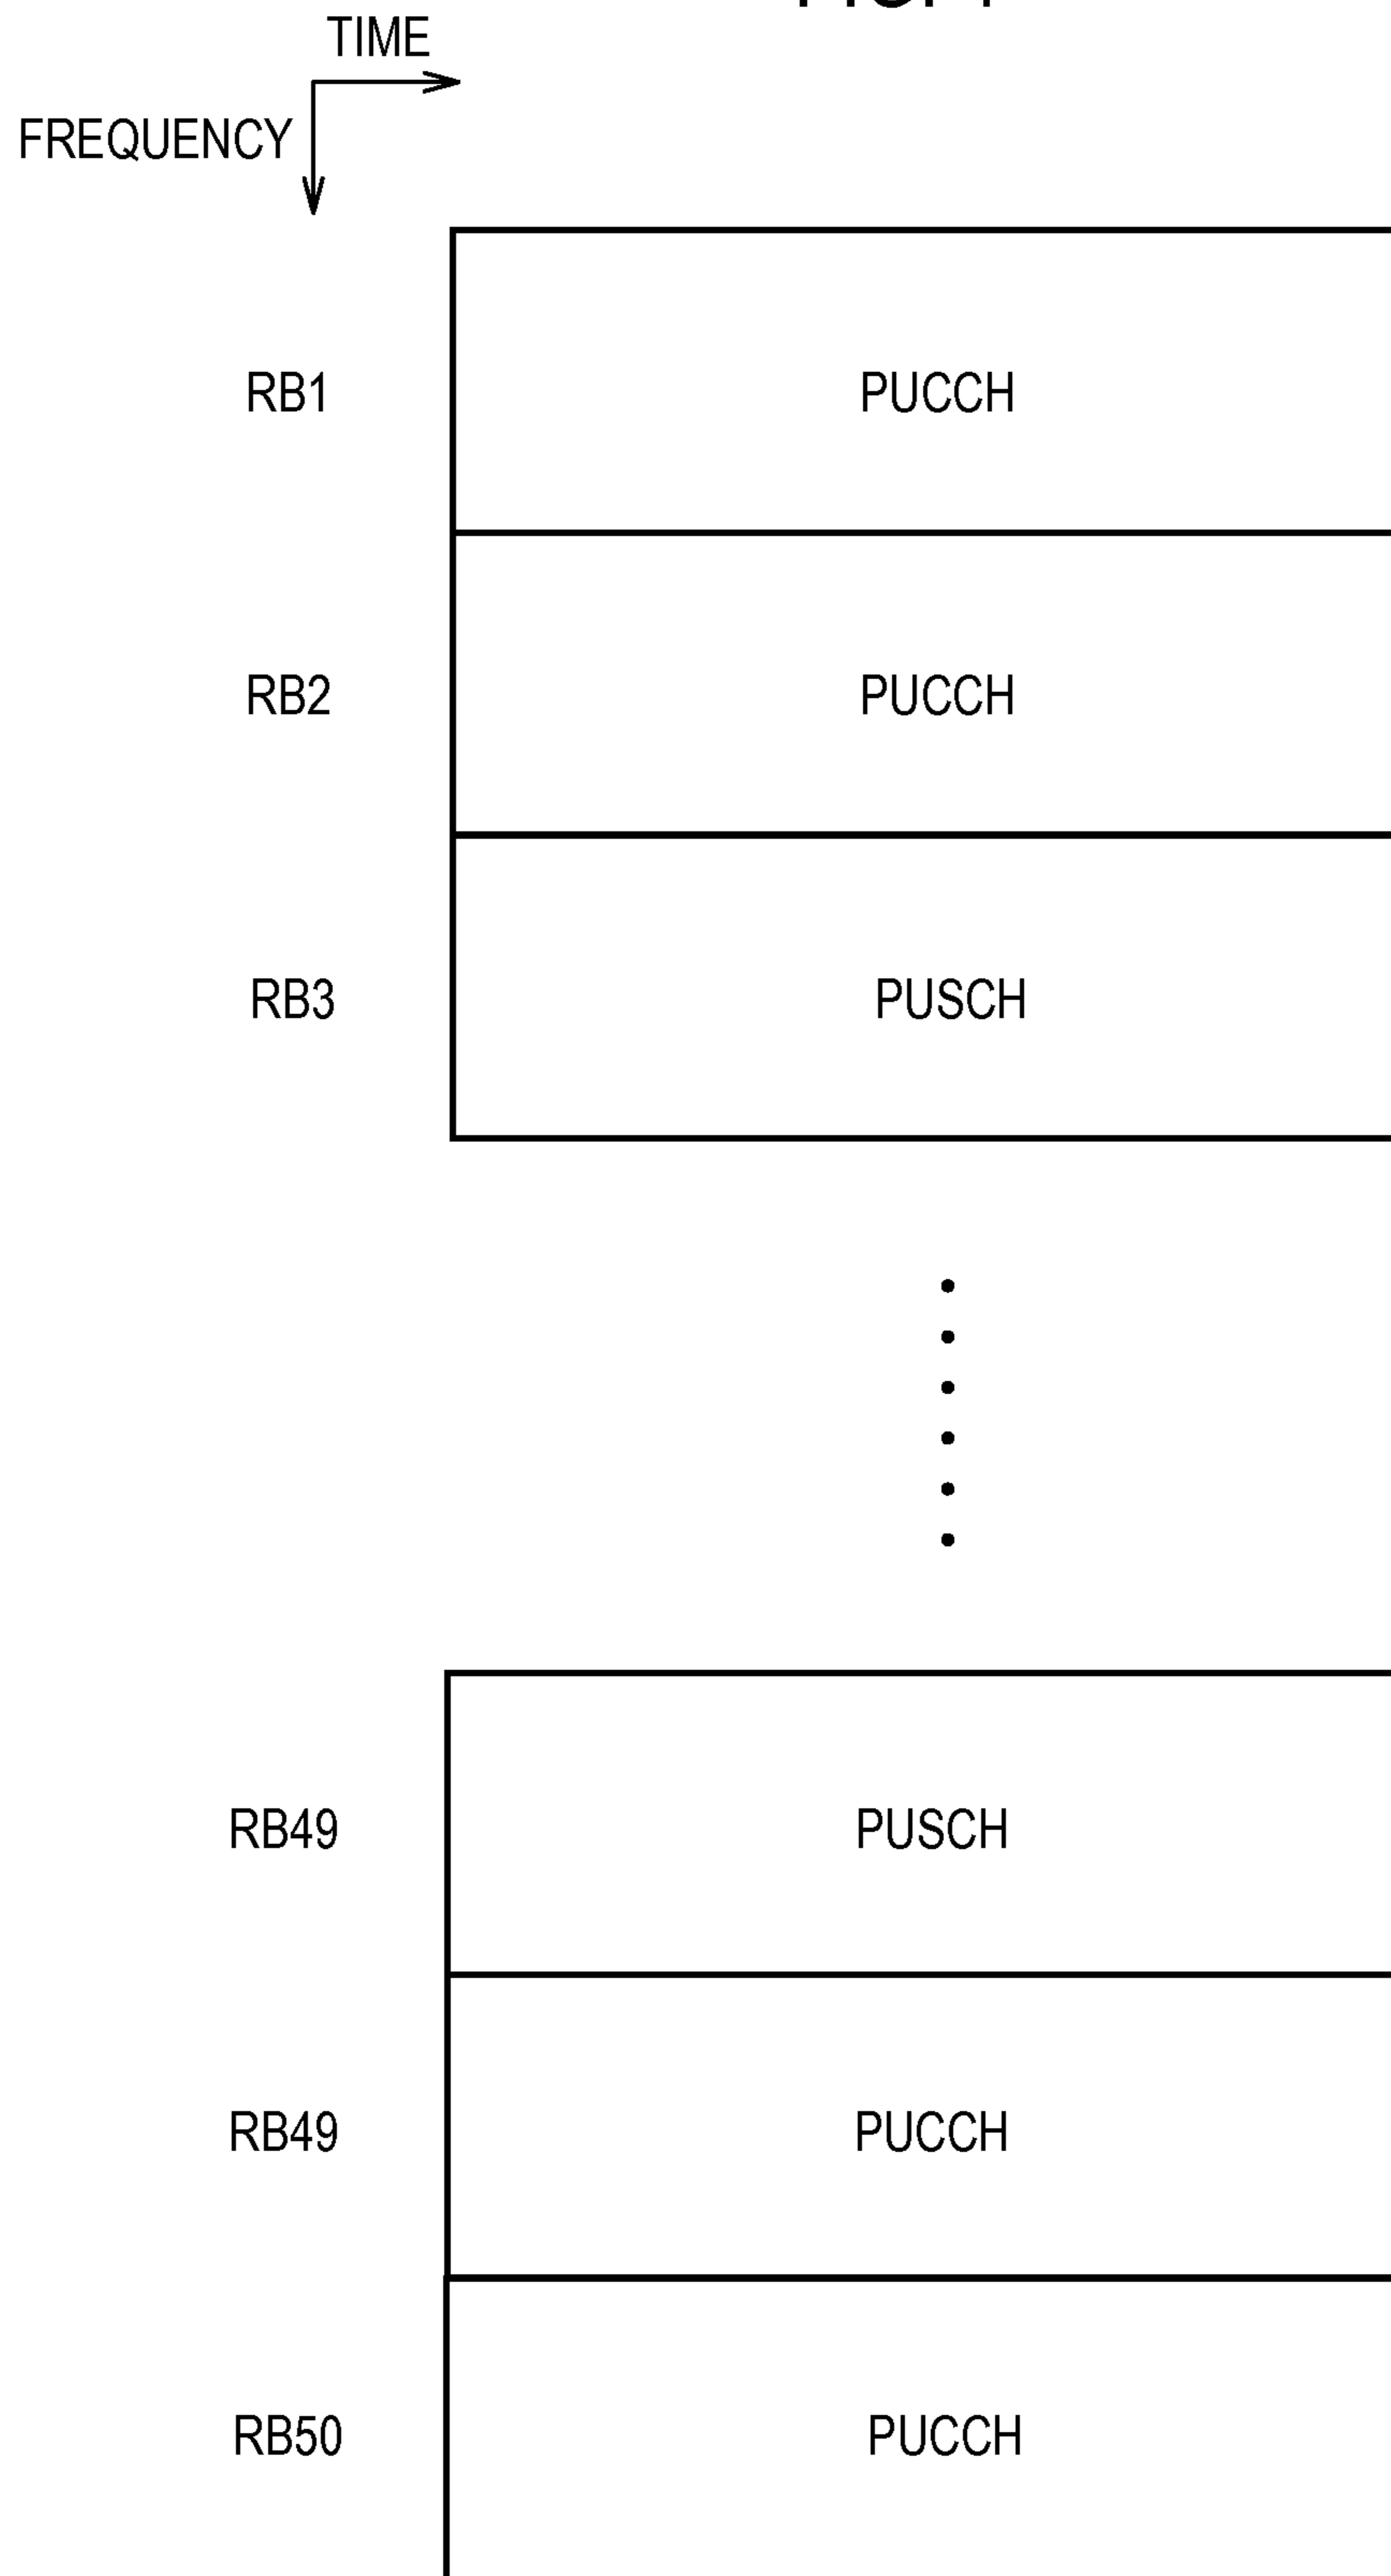 TIME
FREQUENCY
RB1 PUCCH
RB2 PUCCH
RB3 PUSCH
RB49 PUSCH
RB49 PUCCH
RB50 PUCCH